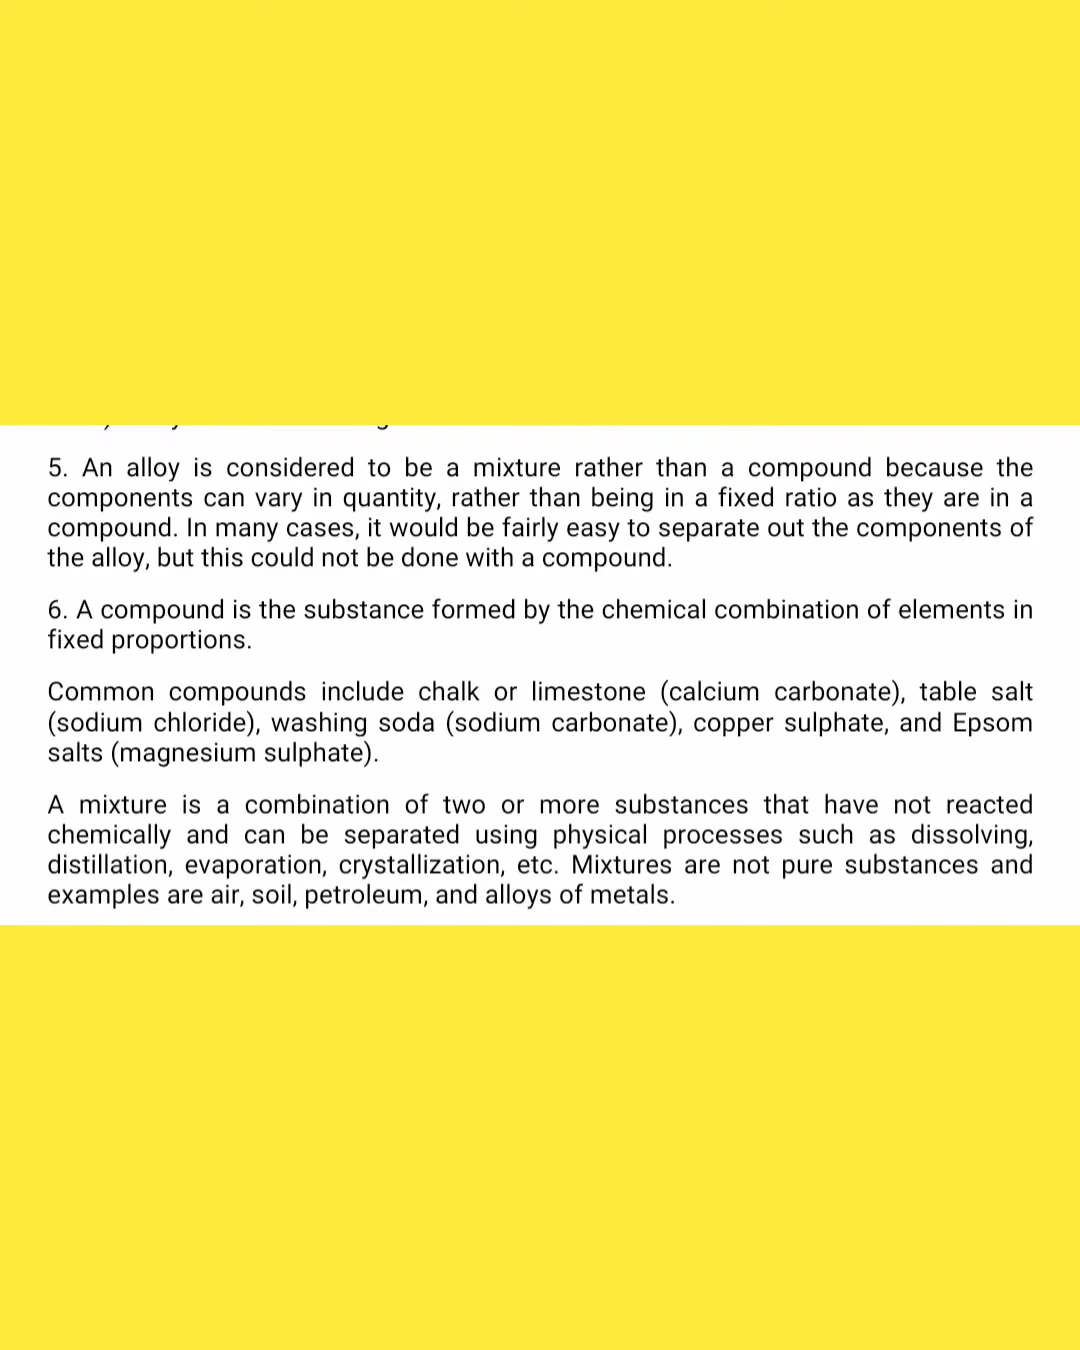 5. An alloy is considered to be a mixture rather than a compound because the
components can vary in quantity, rather than being in a fixed ratio as they are in a
compound. In many cases, it would be fairly easy to separate out the components of
the alloy, but this could not be done with a compound.
6. A compound is the substance formed by the chemical combination of elements in
fixed proportions.
Common compounds include chalk or limestone (calcium carbonate), table salt
(sodium chloride), washing soda (sodium carbonate), copper sulphate, and Epsom
salts (magnesium sulphate).
A mixture is a combination of two or more substances that have not reacted
chemically and can be separated using physical processes such as dissolving,
distillation, evaporation, crystallization, etc. Mixtures are not pure substances and
examples are air, soil, petroleum, and alloys of metals.